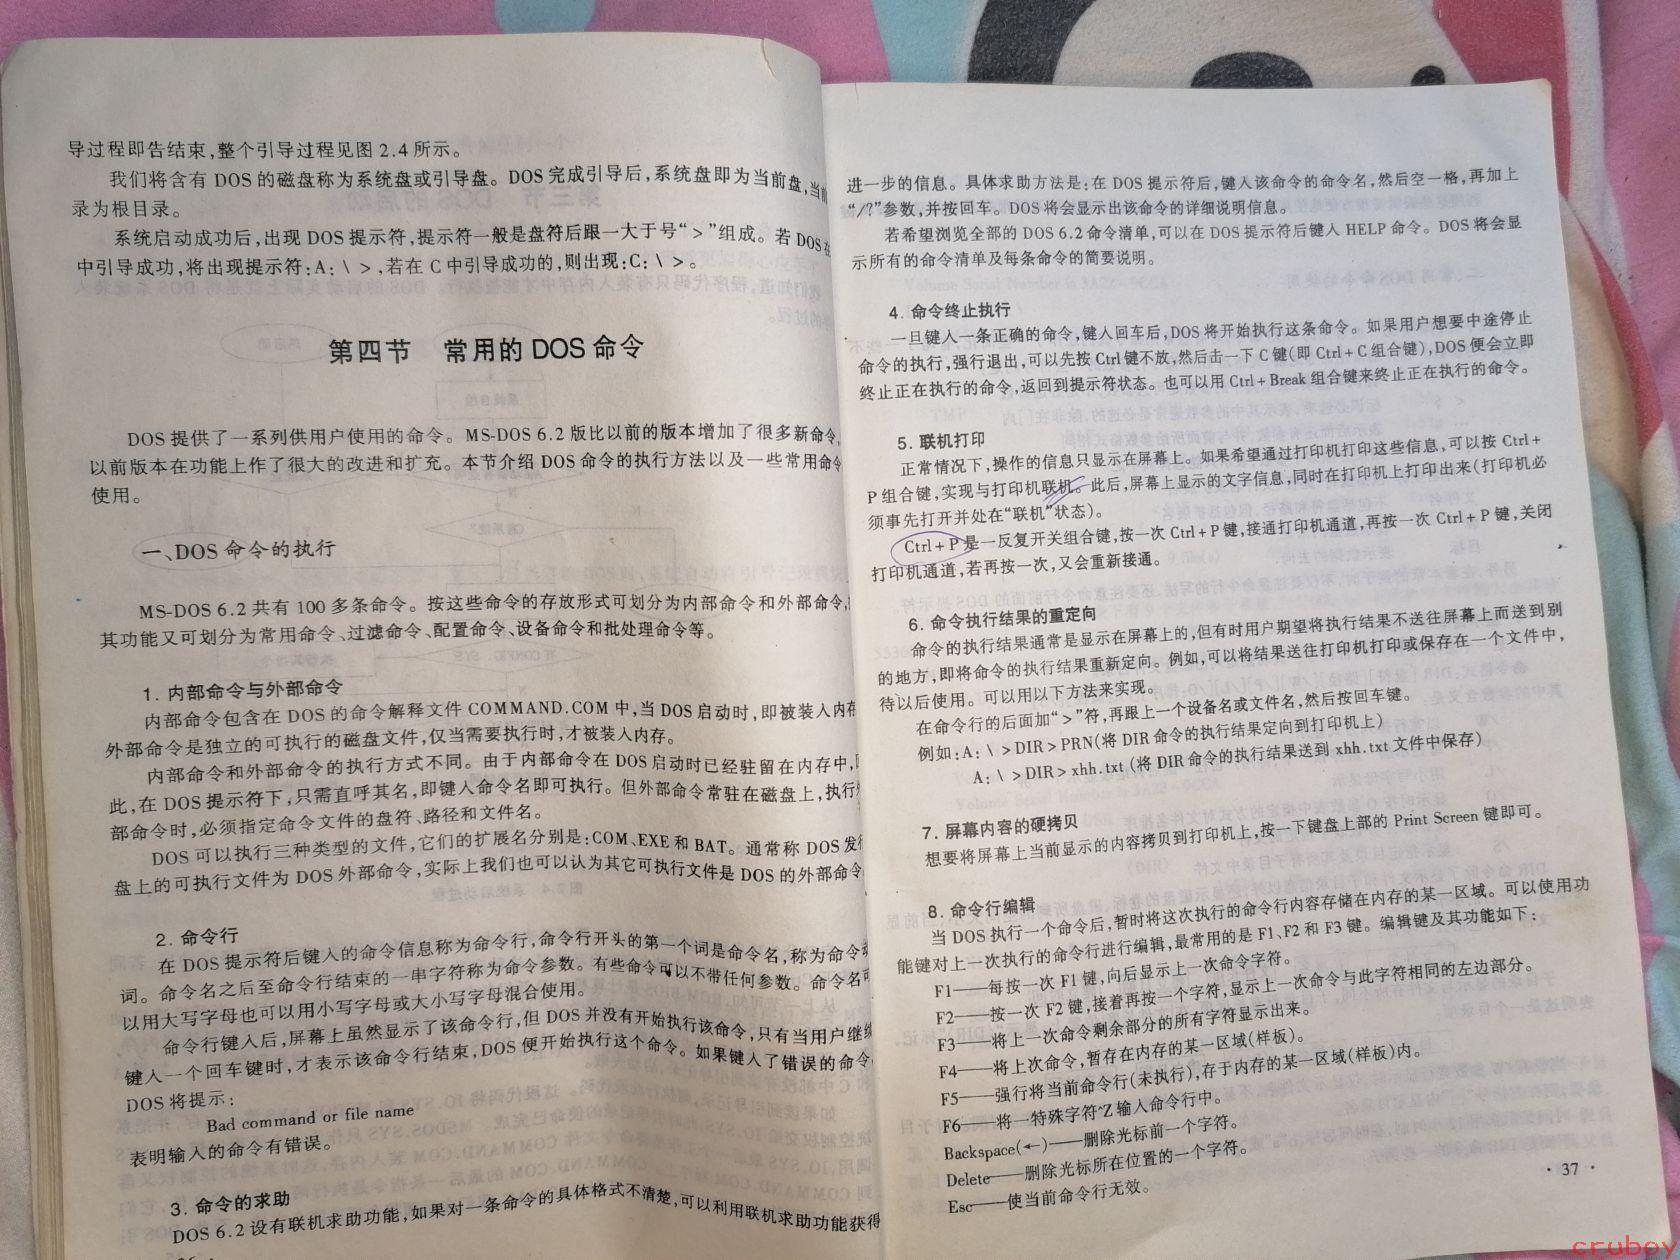 导过程即告结束,整个引导过程见图2.4所示。
我们将含有 DOS 的磁盘称为系统盘或引导盘。DOS 完成引导后,系统盘即为当前盘,当
录为根目录。
系统启动成功后,出现 DOS 提示符,提示符一般是盘符后跟一大于号“>”组成。若 DOS
中引导成功,将出现提示符:A:\>,若在 C 中引导成功的,则出现:C:\>。
第四节 常用的 DOS 命令
DOS 提供了一系列供用户使用的命令。MS-DOS 6.2 版比以前的版本增加了很多新命令,
以前版本在功能上作了很大的改进和扩充。本节介绍 DOS 命令的执行方法以及一些常用命令
使用。
一、DOS 命令的执行
MS-DOS 6.2 共有 100 多条命令。按这些命令的存放形式可划分为内部命令和外部命令,
其功能又可划分为常用命令、过滤命令、配置命令、设备命令和批处理命令等。
1. 内部命令与外部命令
内部命令包含在 DOS 的命令解释文件 COMMAND.COM 中,当 DOS 启动时,即被装入内存
外部命令是独立的可执行的磁盘文件,仅当需要执行时,才被装入内存。
内部命令和外部命令的执行方式不同。由于内部命令在 DOS 启动时已经驻留在内存中,
此,在 DOS 提示符下,只需直呼其名,即键入命令名即可执行。但外部命令常驻在磁盘上,执行
部命令时,必须指定命令文件的盘符、路径和文件名。
DOS 可以执行三种类型的文件,它们的扩展名分别是:COM、EXE 和 BAT。通常称 DOS 发
盘上的可执行文件为 DOS 外部命令,实际上我们也可以认为其它可执行文件是 DOS 的外部命令
2. 命令行
在 DOS 提示符后键入的命令信息称为命令行,命令行开头的第一个词是命令名,称为命令
词。命令名之后至命令行结束的一串字符称为命令参数。有些命令可以不带任何参数。命令名可
以用大写字母也可以用小写字母或大小写字母混合使用。
命令行键入后,屏幕上虽然显示了该命令行,但 DOS 并没有开始执行该命令,只有当用户继续
键入一个回车键时,才表示该命令行结束,DOS 便开始执行这个命令。如果键入了错误的命令
DOS 将提示:
Bad command or file name
表明输入的命令有错误。
3. 命令的求助
DOS 6.2 设有联机求助功能,如果对一条命令的具体格式不清楚,可以利用联机求助功能获得
进一步的信息。具体求助方法是:在 DOS 提示符后,键入该命令的命令名,然后空一格,再加上
“/?”参数,并按回车。DOS 将会显示出该命令的详细说明信息。
若希望浏览全部的 DOS 6.2 命令清单,可以在 DOS 提示符后键入 HELP 命令。DOS 将会显
示所有的命令清单及每条命令的简要说明。
4. 命令终止执行
一旦键入一条正确的命令,键入回车后,DOS 将开始执行这条命令。如果用户想要中途停止
命令的执行,强行退出,可以先按 Ctrl 键不放,然后击一下 C 键(即 Ctrl+C 组合键),DOS 便会立即
终止正在执行的命令,返回到提示符状态。也可以用 Ctrl+Break 组合键来终止正在执行的命令。
5. 联机打印
正常情况下,操作的信息只显示在屏幕上。如果希望通过打印机打印这些信息,可以按 Ctrl+
P 组合键,实现与打印机联机。此后,屏幕上显示的文字信息,同时在打印机上打印出来(打印机必
须事先打开并处在“联机”状态)。
Ctrl+P 是一反复开关组合键,按一次 Ctrl+P 键,接通打印机通道,再按一次 Ctrl+P 键,关闭
打印机通道,若再按一次,又会重新接通。
6. 命令执行结果的重定向
命令的执行结果通常是显示在屏幕上的,但有时用户期望将执行结果不送往屏幕上而送到别
的地方,即将命令的执行结果重新定向。例如,可以将结果送往打印机打印或保存在一个文件中,
待以后使用。可以用以下方法来实现。
在命令行的后面加“>”符,再跟上一个设备名或文件名,然后按回车键。
例如:A:\>DIR>PRN(将 DIR 命令的执行结果定向到打印机上)
A:\>DIR>xhh.txt (将 DIR 命令的执行结果送到 xhh.txt 文件中保存)
7. 屏幕内容的硬拷贝
想要将屏幕上当前显示的内容拷贝到打印机上,按一下键盘上部的 Print Screen 键即可。
8. 命令行编辑
当 DOS 执行一个命令后,暂时将这次执行的命令行内容存储在内存的某一区域。可以使用功
能键对上一次执行的命令行进行编辑,最常用的是 F1、F2 和 F3 键。编辑键及其功能如下:
F1——每按一次 F1 键,向后显示上一次命令字符。
F2——按一次 F2 键,接着再按一个字符,显示上一次命令与此字符相同的左边部分。
F3——将上一次命令剩余部分的所有字符显示出来。
F4——将上次命令,暂存在内存的某一区域(样板)。
F5——强行将当前命令行(未执行),存于内存的某一区域(样板)内。
F6——将一特殊字符^Z 输入命令行中。
Backspace(←)——删除光标前一个字符。
Delete——删除光标所在位置的一个字符。
Esc——使当前命令行无效。
· 37 ·
cruboy